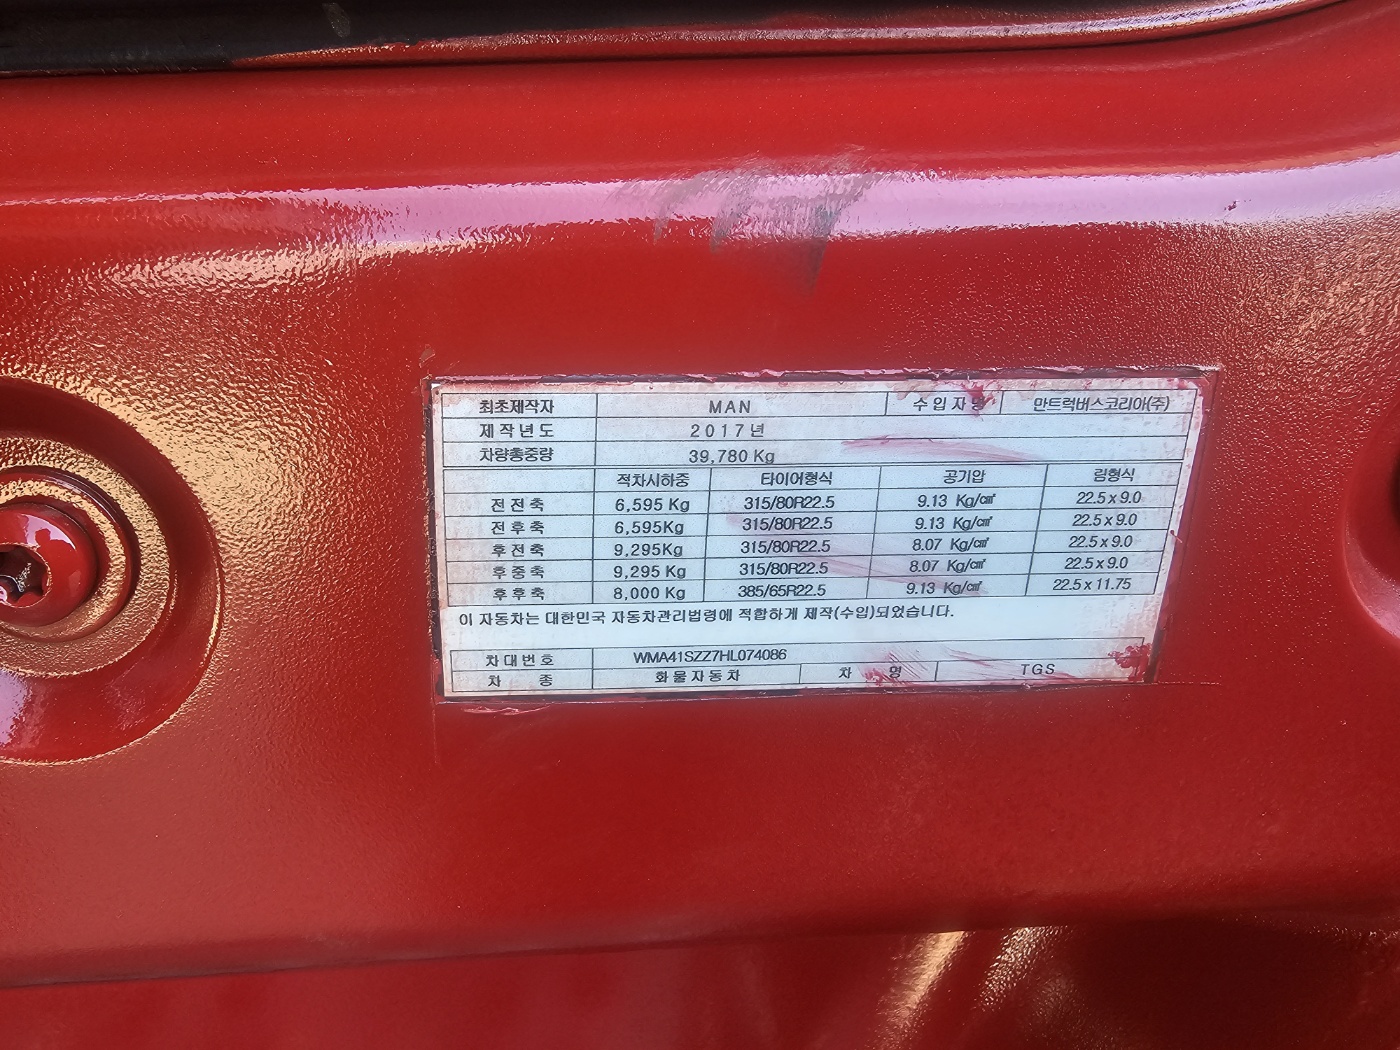 최초제작자 MAN 수입자명 만트럭버스코리아(주)
제작년도 2017년
차량총중량 39,780 Kg
적차시하중 타이어형식 공기압 림형식
전전축 6,595 Kg 315/80R22.5 9.13 Kg/㎠ 22.5 x 9.0
전후축 6,595Kg 315/80R22.5 9.13 Kg/㎠ 22.5 x 9.0
후전축 9,295Kg 315/80R22.5 8.07 Kg/㎠ 22.5 x 9.0
후중축 9,295 Kg 315/80R22.5 8.07 Kg/㎠ 22.5 x 9.0
후후축 8,000 Kg 385/65R22.5 9.13 Kg/㎠ 22.5 x 11.75
이 자동차는 대한민국 자동차관리법령에 적합하게 제작(수입)되었습니다.
차대번호 WMA41SZZ7HL074086
차 종 화물자동차 차 명 TGS